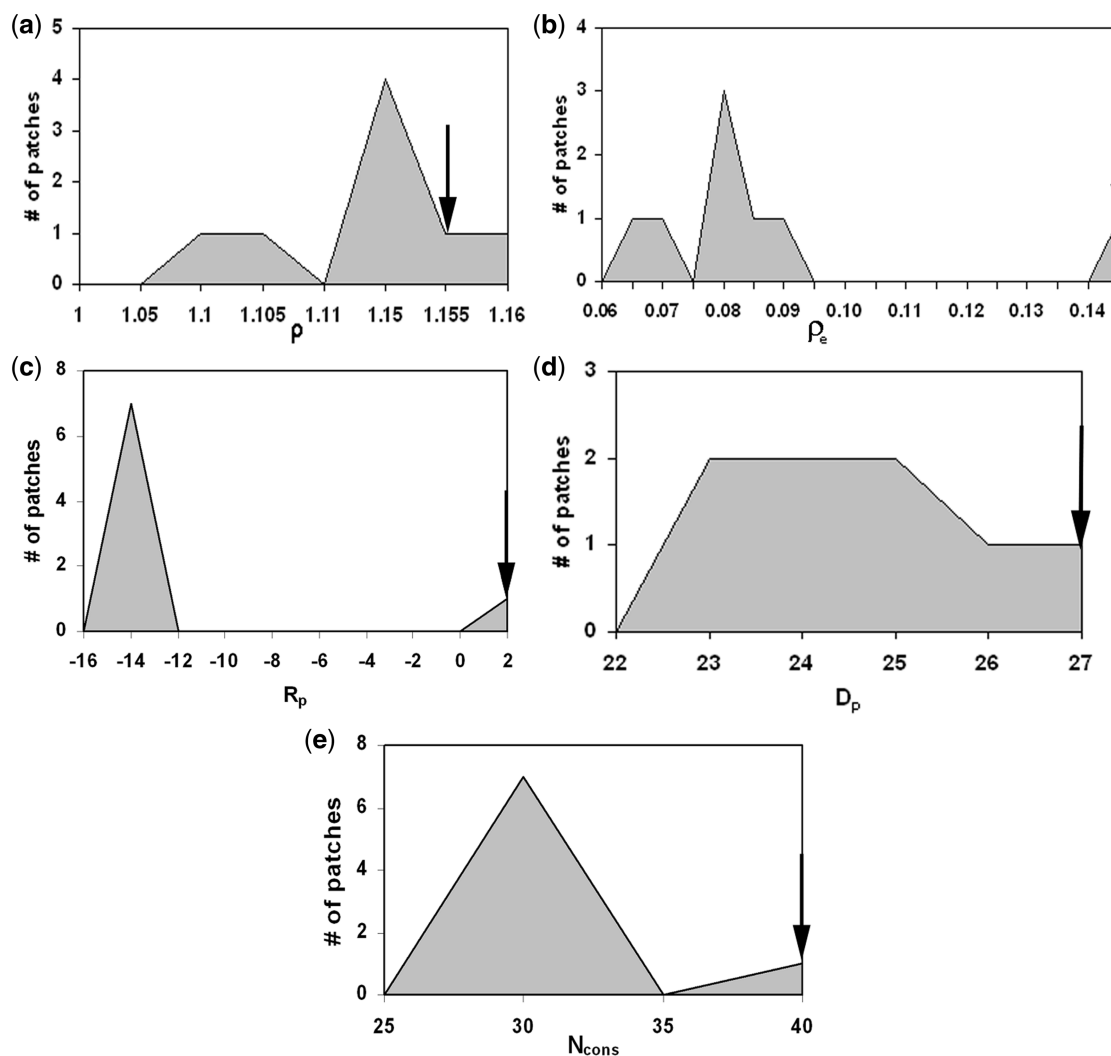 (a)
5
4
3
2
1
0
# of patches
1 1.05 1.1 1.105 1.11 1.15 1.155 1.16
ρ
(b)
4
3
2
1
0
# of patches
0.06 0.07 0.08 0.09 0.10 0.11 0.12 0.13 0.14
ρe
(c)
8
6
4
2
0
# of patches
-16 -14 -12 -10 -8 -6 -4 -2 0 2
Rp
(d)
3
2
1
0
# of patches
22 23 24 25 26 27
Dp
(e)
8
6
4
2
0
# of patches
25 30 35 40
Ncons